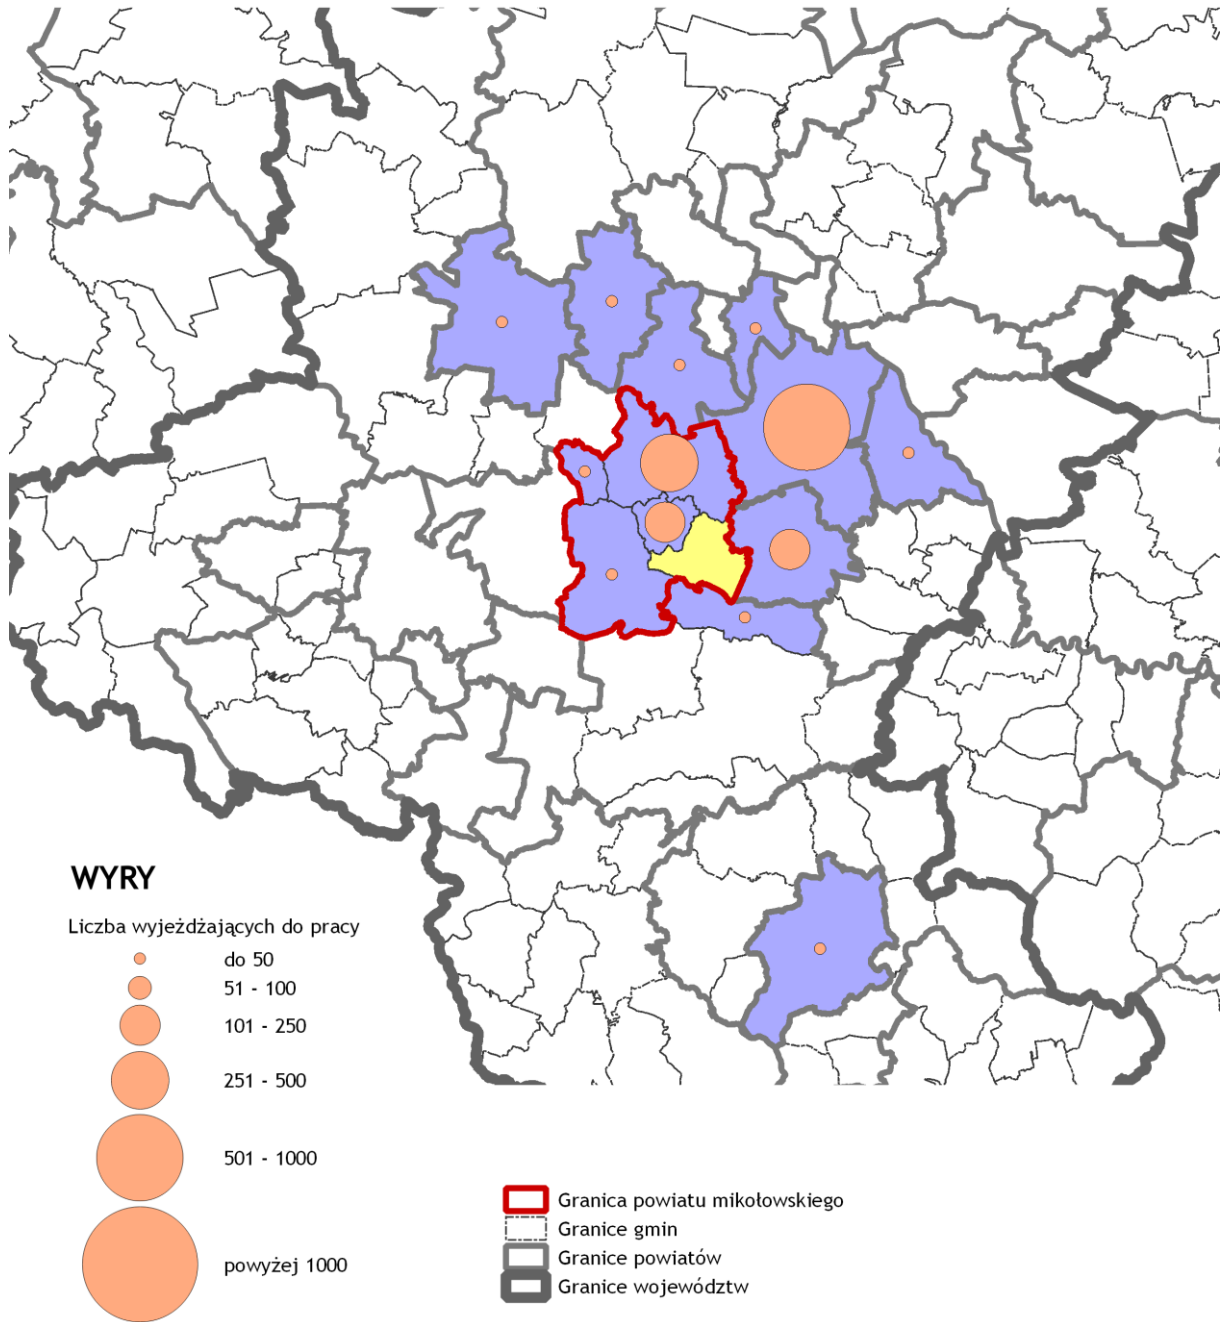 WYRY
Liczba wyjeżdżających do pracy
do 50
51 - 100
101 - 250
251 - 500
501 - 1000
powyżej 1000
Granica powiatu mikołowskiego
Granice gmin
Granice powiatów
Granice województw